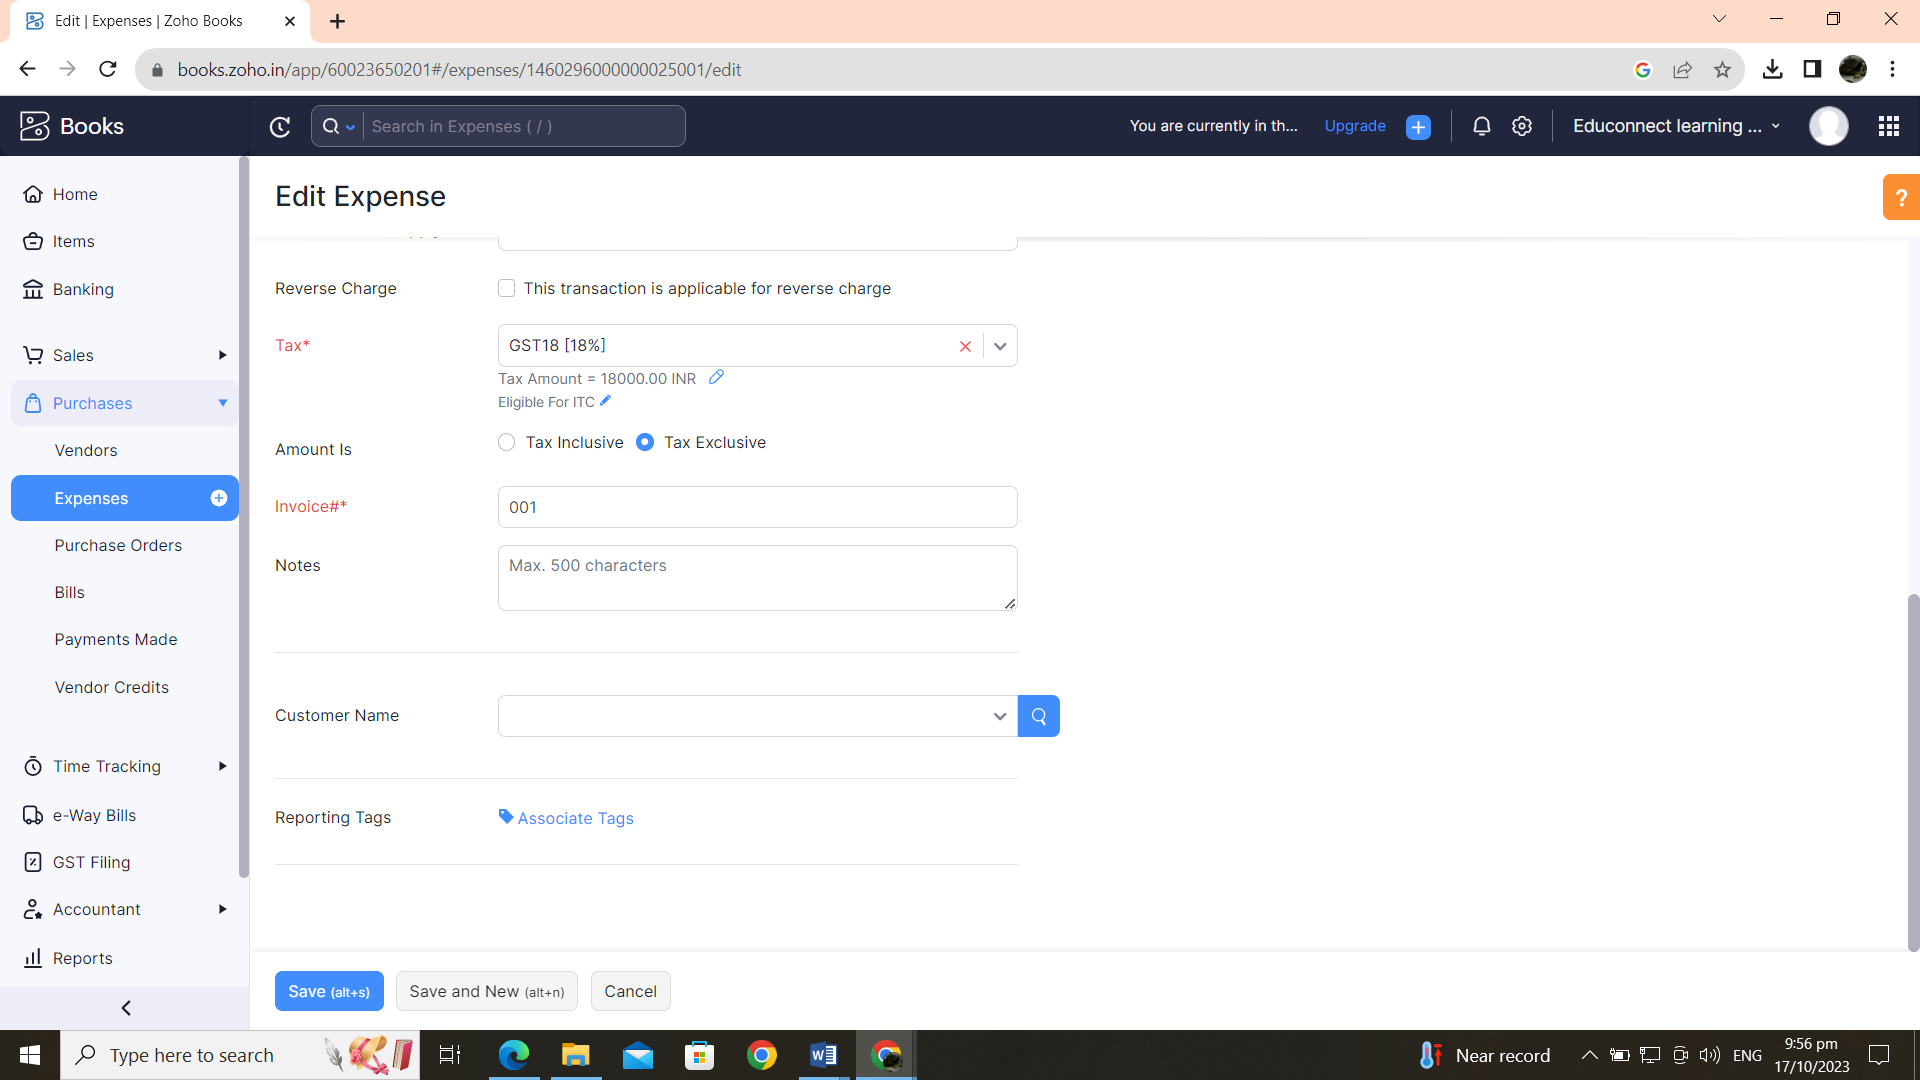 Edit | Expenses | Zoho Books
books.zoho.in/app/60023650201#/expenses/1460296000000025001/edit
Books
Search in Expenses ( / )
You are currently in th...
Upgrade
Educonnect learning ...
Home
Items
Banking
Sales
Purchases
Vendors
Expenses
Purchase Orders
Bills
Payments Made
Vendor Credits
Time Tracking
e-Way Bills
GST Filing
Accountant
Reports
Edit Expense
?
Reverse Charge
This transaction is applicable for reverse charge
Tax*
GST18 [18%]
Tax Amount = 18000.00 INR
Eligible For ITC
Amount Is
Tax Inclusive
Tax Exclusive
Invoice#*
001
Notes
Max. 500 characters
Customer Name
Reporting Tags
Associate Tags
Save (alt+s)
Save and New (alt+n)
Cancel
Type here to search
Near record
ENG
9:56 pm
17/10/2023